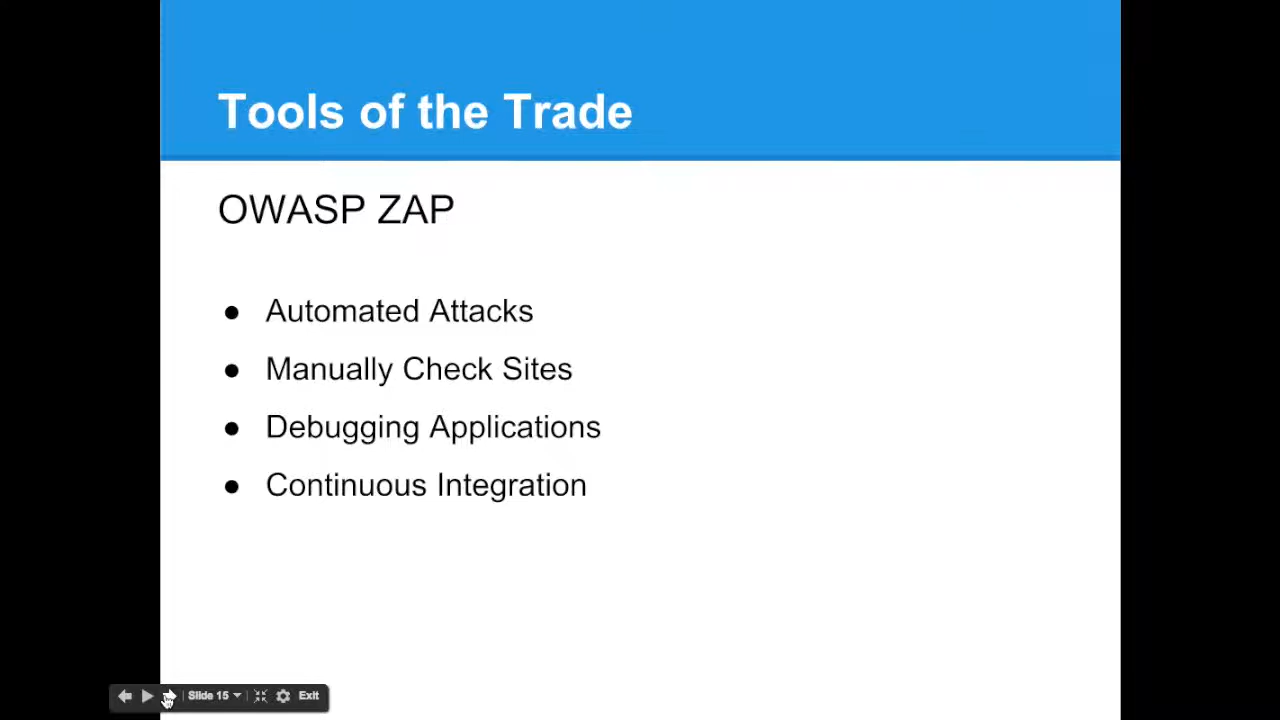 Tools of the Trade
OWASP ZAP
● Automated Attacks
● Manually Check Sites
● Debugging Applications
● Continuous Integration
Slide 15
Exit